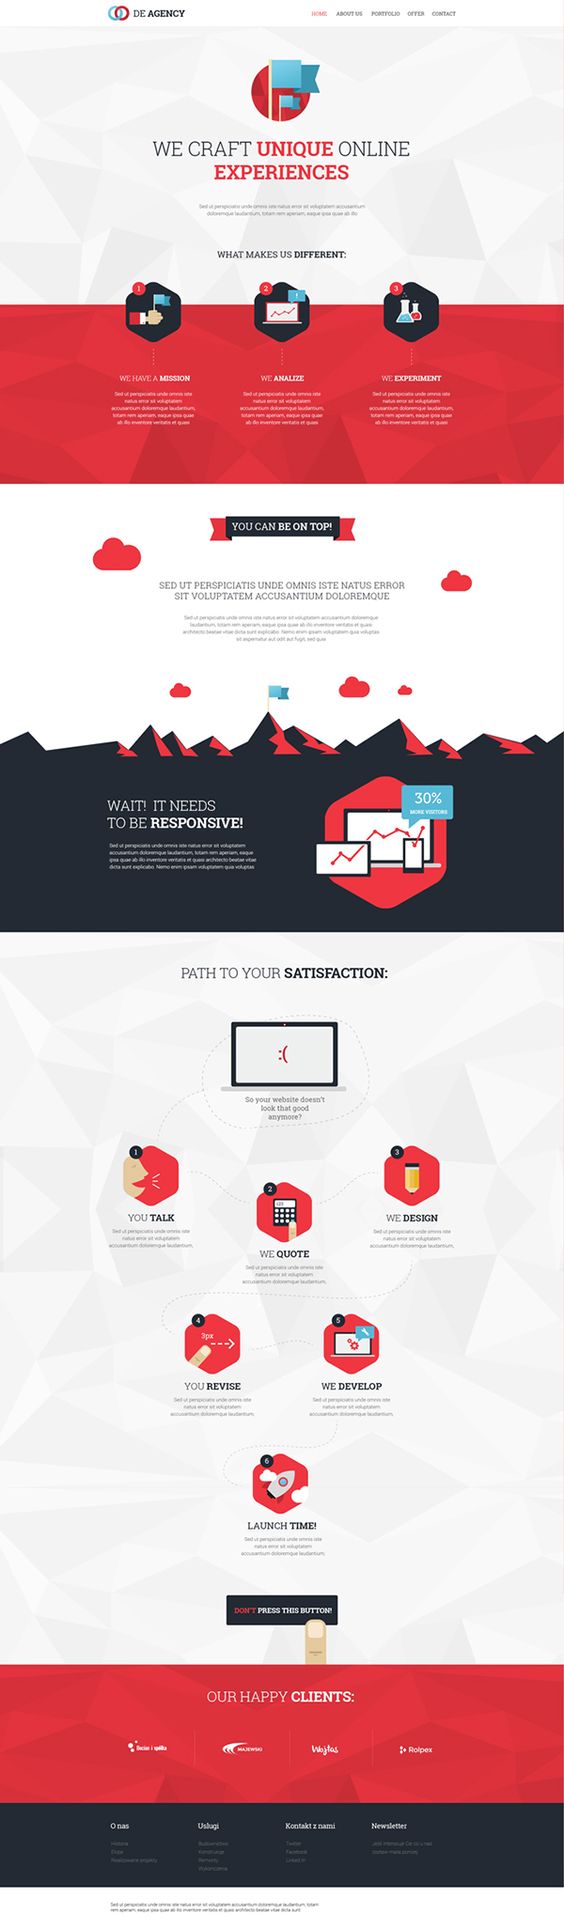 DE AGENCY
HOME ABOUT US PORTFOLIO OFFER CONTACT
WE CRAFT UNIQUE ONLINE
EXPERIENCES
Sed ut perspiciatis unde omnis iste natus error sit voluptatem accusantium
doloremque laudantium, totam rem aperiam, eaque ipsa quae ab illo
WHAT MAKES US DIFFERENT:
1
2
3
WE HAVE A MISSION
Sed ut perspiciatis unde omnis iste
natus error sit voluptatem
accusantium doloremque laudantium,
totam rem aperiam, eaque ipsa quae
ab illo inventore veritatis et quasi
WE ANALIZE
Sed ut perspiciatis unde omnis iste
natus error sit voluptatem
accusantium doloremque laudantium,
totam rem aperiam, eaque ipsa quae
ab illo inventore veritatis et quasi
WE EXPERIMENT
Sed ut perspiciatis unde omnis iste
natus error sit voluptatem
accusantium doloremque laudantium,
totam rem aperiam, eaque ipsa quae
ab illo inventore veritatis et quasi
YOU CAN BE ON TOP!
SED UT PERSPICIATIS UNDE OMNIS ISTE NATUS ERROR
SIT VOLUPTATEM ACCUSANTIUM DOLOREMQUE
Sed ut perspiciatis unde omnis iste natus error sit voluptatem accusantium doloremque
laudantium, totam rem aperiam, eaque ipsa quae ab illo inventore veritatis et quasi
architecto beatae vitae dicta sunt explicabo. Nemo enim ipsam voluptatem quia voluptas
sit aspernatur aut odit aut fugit, sed quia
WAIT! IT NEEDS
TO BE RESPONSIVE!
Sed ut perspiciatis unde omnis iste natus error sit voluptatem
accusantium doloremque laudantium, totam rem aperiam, eaque
ipsa quae ab illo inventore veritatis et quasi architecto beatae vitae
dicta sunt explicabo. Nemo enim ipsam voluptatem quia voluptas
30%
MORE VISITORS
PATH TO YOUR SATISFACTION:
:(
So your website doesn't
look that good
anymore?
1
YOU TALK
Sed ut perspiciatis unde omnis iste
natus error sit voluptatem
accusantium doloremque laudantium,
2
WE QUOTE
Sed ut perspiciatis unde omnis iste
natus error sit voluptatem
accusantium doloremque laudantium,
3
WE DESIGN
Sed ut perspiciatis unde omnis iste
natus error sit voluptatem
accusantium doloremque laudantium,
4
3px
YOU REVISE
Sed ut perspiciatis unde omnis iste
natus error sit voluptatem
accusantium doloremque laudantium,
5
WE DEVELOP
Sed ut perspiciatis unde omnis iste
natus error sit voluptatem
accusantium doloremque laudantium,
6
LAUNCH TIME!
Sed ut perspiciatis unde omnis iste
natus error sit voluptatem
accusantium doloremque laudantium,
DON'T PRESS THIS BUTTON!
OUR HAPPY CLIENTS:
Bocian i spółka
MAJEWSKI
Wojtas
Rolpex
O nas
Historia
Ekipa
Realizowane projekty
Usługi
Budownictwo
Konstrukcje
Remonty
Wykończenia
Kontakt z nami
Twitter
Facebook
Linked In
Newsletter
Sed ut perspiciatis unde omnis iste natus error sit voluptatem accusantium doloremque laudantium, totam
rem aperiam, eaque ipsa quae ab illo inventore veritatis et quasi architecto beatae vitae dicta sunt